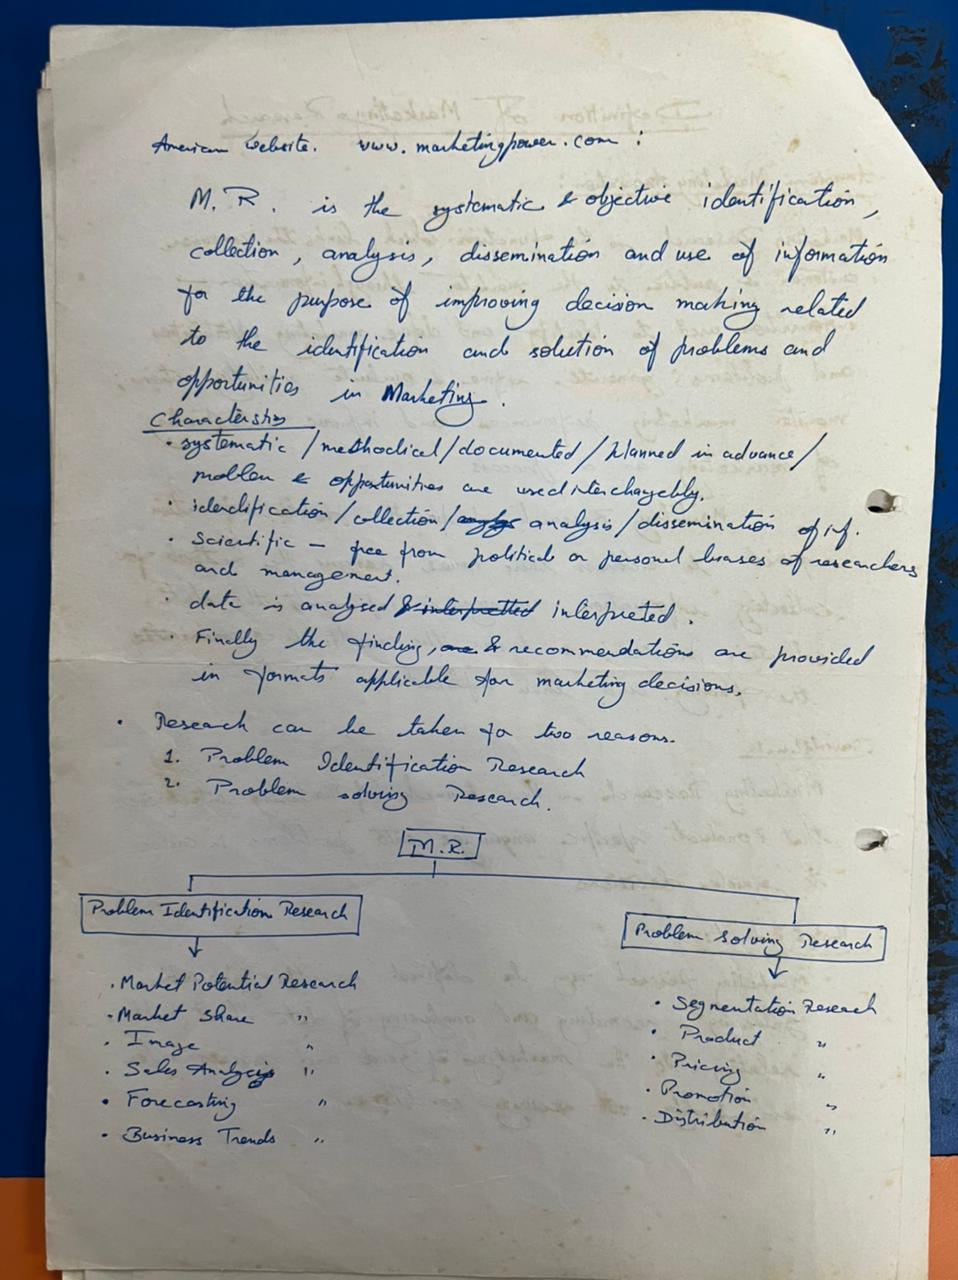 American Website. www.marketingpower.com :
M. R. is the systematic & objective identification,
collection, analysis, dissemination and use of information
for the purpose of improving decision making related
to the identification and solution of problems and
opportunities in Marketing.
Characterstics
• systematic / methodical / documented / planned in advance /
problem & opportunities are used interchangebly.
• identification / collection / analysis / dissemination of inf.
• Scientific – free from political or personal biases of researchers
and management.
• data is analysed & interpretted interpreted.
• Finally the finding, are & recommendations are provided
in formats applicable for marketing decisions.
• Research can be taken for two reasons.
1. Problem Identification Research
2. Problem solving Research.
M.R.
Problem Identification Research
Problem Solving Research
• Market Potential Research
• Market Share "
• Image "
• Sales Analysis "
• Forecasting "
• Business Trends "
• Segmentation Research
• Product "
• Pricing "
• Promotion "
• Distribution "